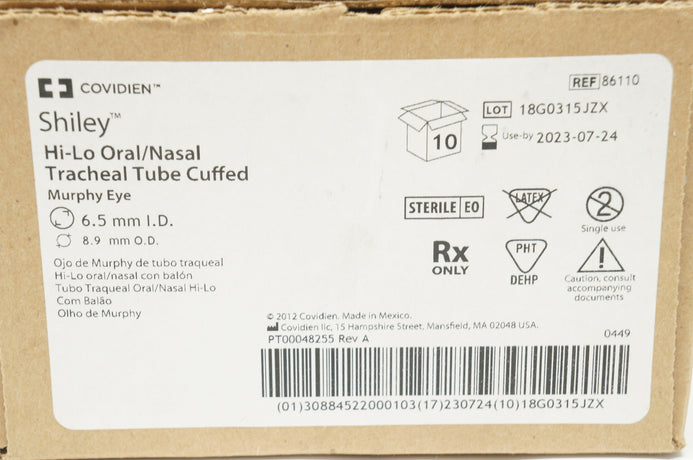 COVIDIEN™
Shiley™
Hi-Lo Oral/Nasal
Tracheal Tube Cuffed
Murphy Eye
6.5 mm I.D.
8.9 mm O.D.
Ojo de Murphy de tubo traqueal
Hi-Lo oral/nasal con balón
Tubo Traqueal Oral/Nasal Hi-Lo
Com Balão
Olho de Murphy
REF 86110
10
LOT 18G0315JZX
Use-by 2023-07-24
STERILE EO
LATEX
2
Single use
Rx
ONLY
PHT
DEHP
Caution, consult
accompanying
documents
© 2012 Covidien. Made in Mexico.
Covidien llc, 15 Hampshire Street, Mansfield, MA 02048 USA.
PT00048255 Rev A
0449
(01)30884522000103(17)230724(10)18G0315JZX